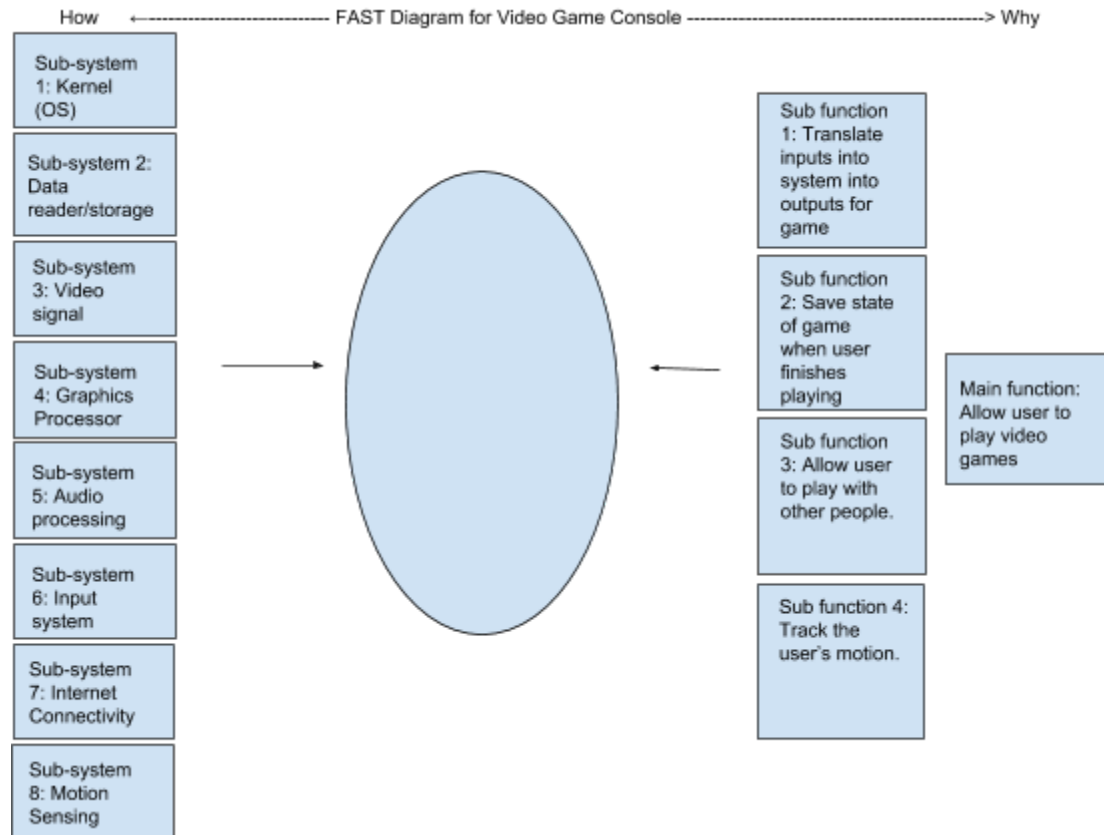 How ←---------------------------- FAST Diagram for Video Game Console ---------------------------------------------> Why
Sub-system
1: Kernel
(OS)
Sub-system 2:
Data
reader/storage
Sub-system
3: Video
signal
Sub-system
4: Graphics
Processor
Sub-system
5: Audio
processing
Sub-system
6: Input
system
Sub-system
7: Internet
Connectivity
Sub-system
8: Motion
Sensing
Sub function
1: Translate
inputs into
system into
outputs for
game
Sub function
2: Save state
of game
when user
finishes
playing
Sub function
3: Allow user
to play with
other people.
Sub function 4:
Track the
user's motion.
Main function:
Allow user to
play video
games